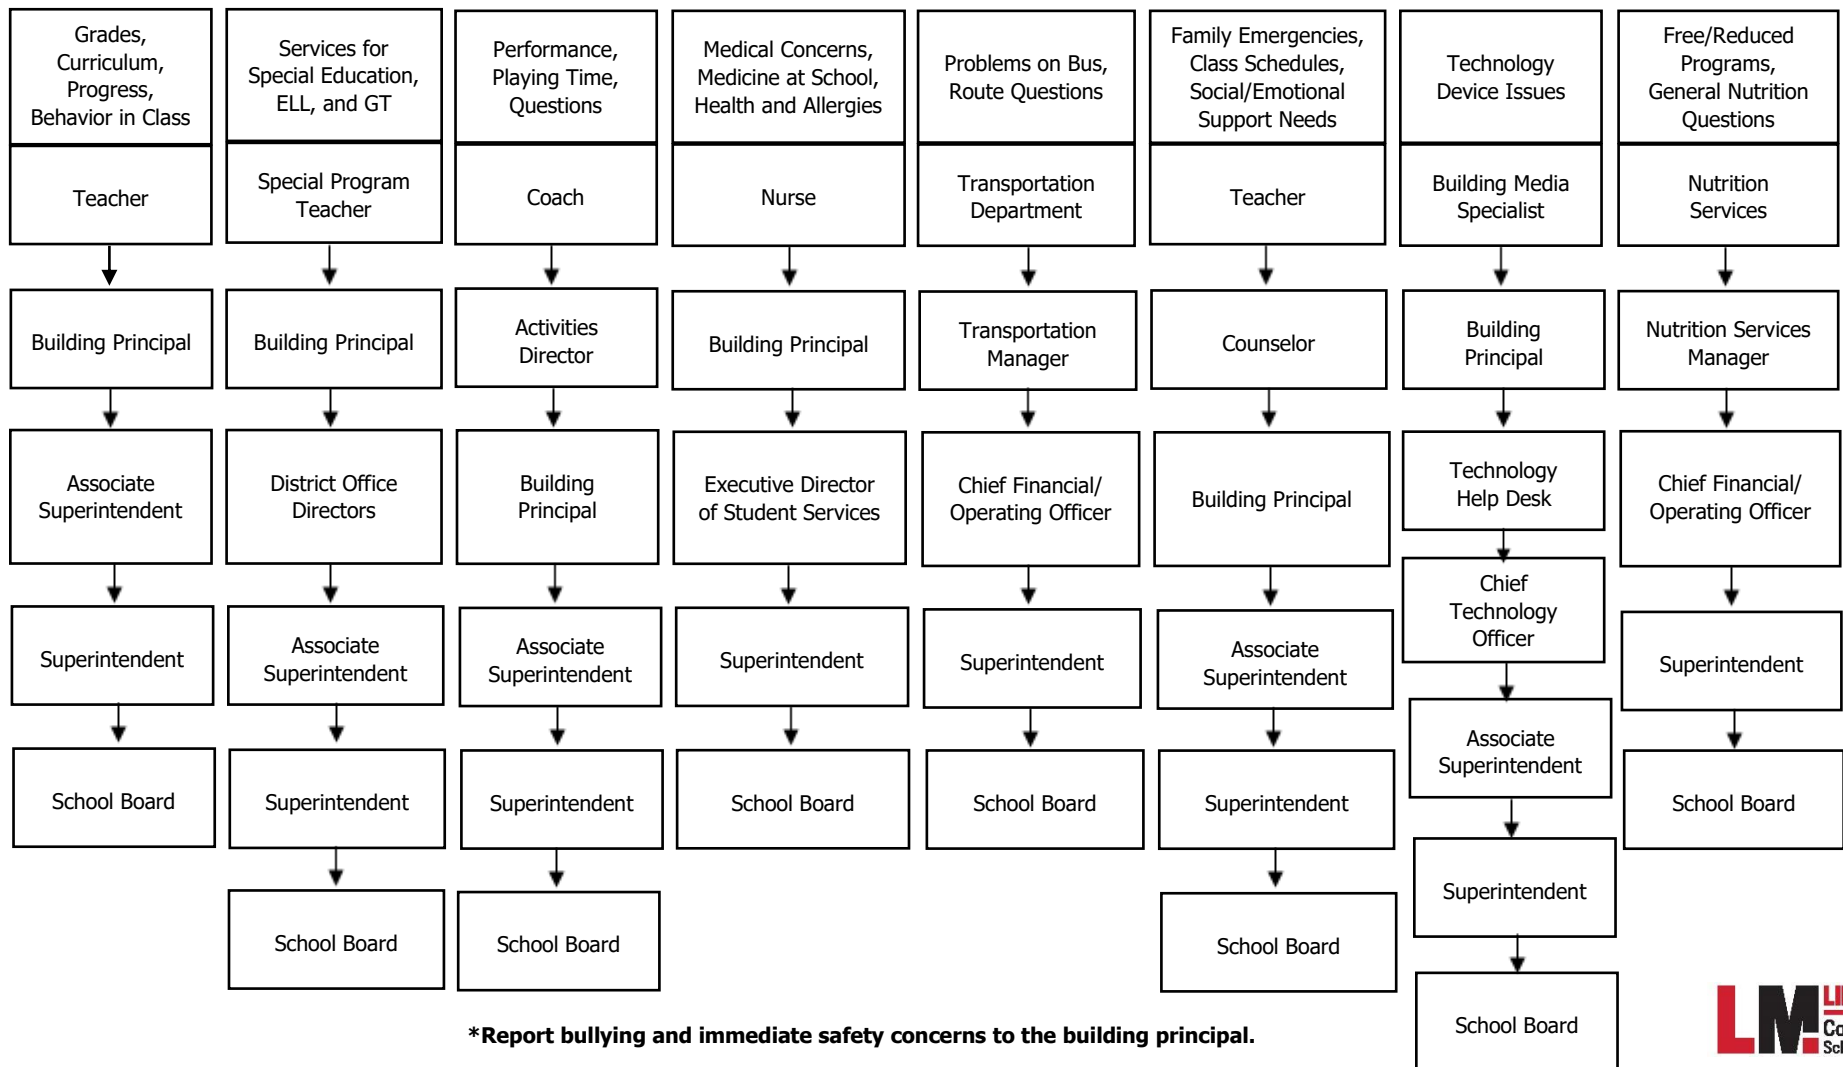 Grades,
Curriculum,
Progress,
Behavior in Class
Teacher
Building Principal
Associate
Superintendent
Superintendent
School Board
Services for
Special Education,
ELL, and GT
Special Program
Teacher
Building Principal
District Office
Directors
Associate
Superintendent
Superintendent
School Board
Performance,
Playing Time,
Questions
Coach
Activities
Director
Building
Principal
Associate
Superintendent
Superintendent
School Board
Medical Concerns,
Medicine at School,
Health and Allergies
Nurse
Building Principal
Executive Director
of Student Services
Superintendent
School Board
Problems on Bus,
Route Questions
Transportation
Department
Transportation
Manager
Chief Financial/
Operating Officer
Superintendent
School Board
Family Emergencies,
Class Schedules,
Social/Emotional
Support Needs
Teacher
Counselor
Building Principal
Associate
Superintendent
Superintendent
School Board
Technology
Device Issues
Building Media
Specialist
Building
Principal
Technology
Help Desk
Chief
Technology
Officer
Associate
Superintendent
Superintendent
School Board
Free/Reduced
Programs,
General Nutrition
Questions
Nutrition
Services
Nutrition Services
Manager
Chief Financial/
Operating Officer
Superintendent
School Board
*Report bullying and immediate safety concerns to the building principal.
LM